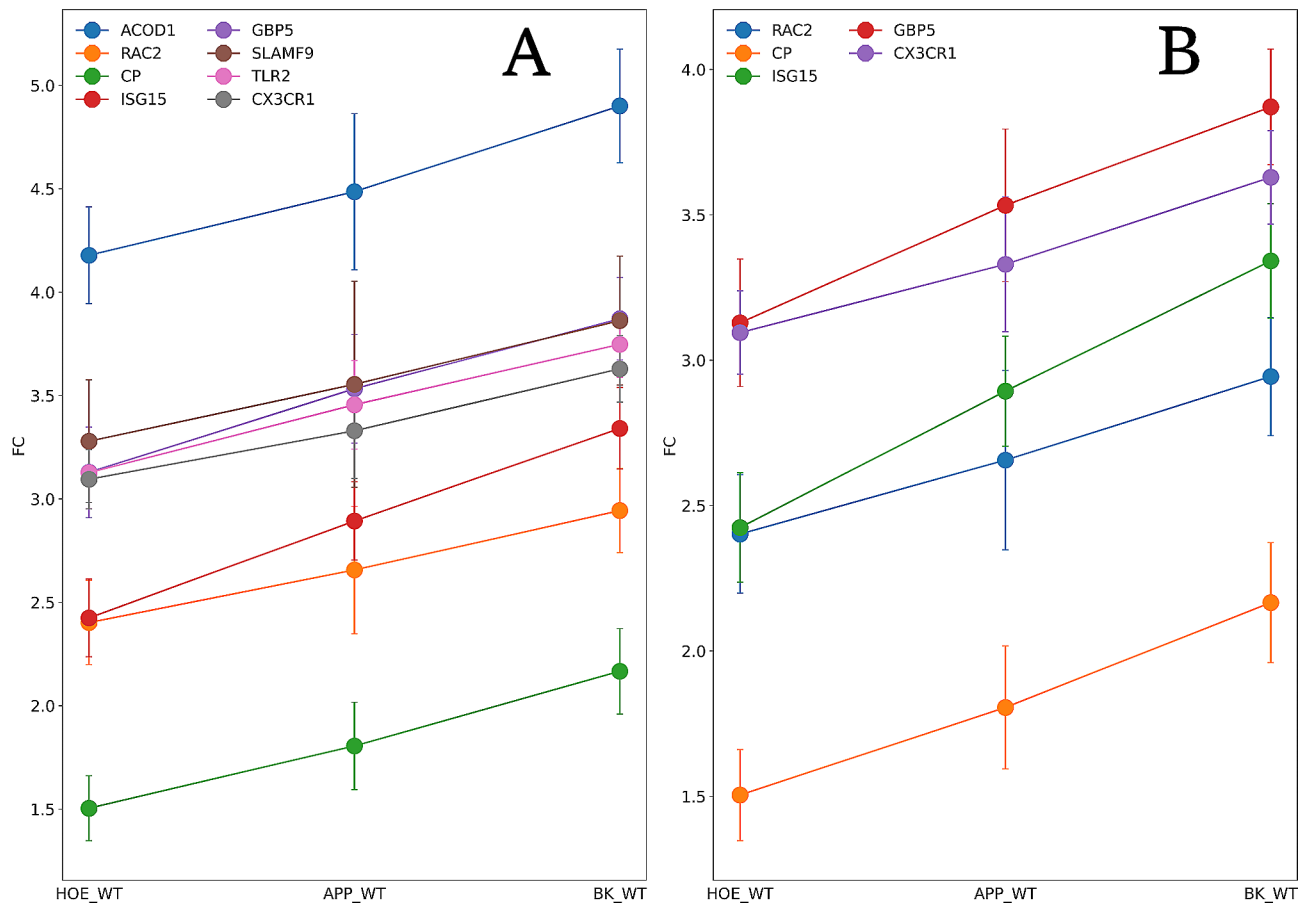 A
ACOD1
RAC2
CP
ISG15
GBP5
SLAMF9
TLR2
CX3CR1
FC
5.0
4.5
4.0
3.5
3.0
2.5
2.0
1.5
HOE_WT APP_WT BK_WT
B
RAC2
CP
ISG15
GBP5
CX3CR1
FC
4.0
3.5
3.0
2.5
2.0
1.5
HOE_WT APP_WT BK_WT